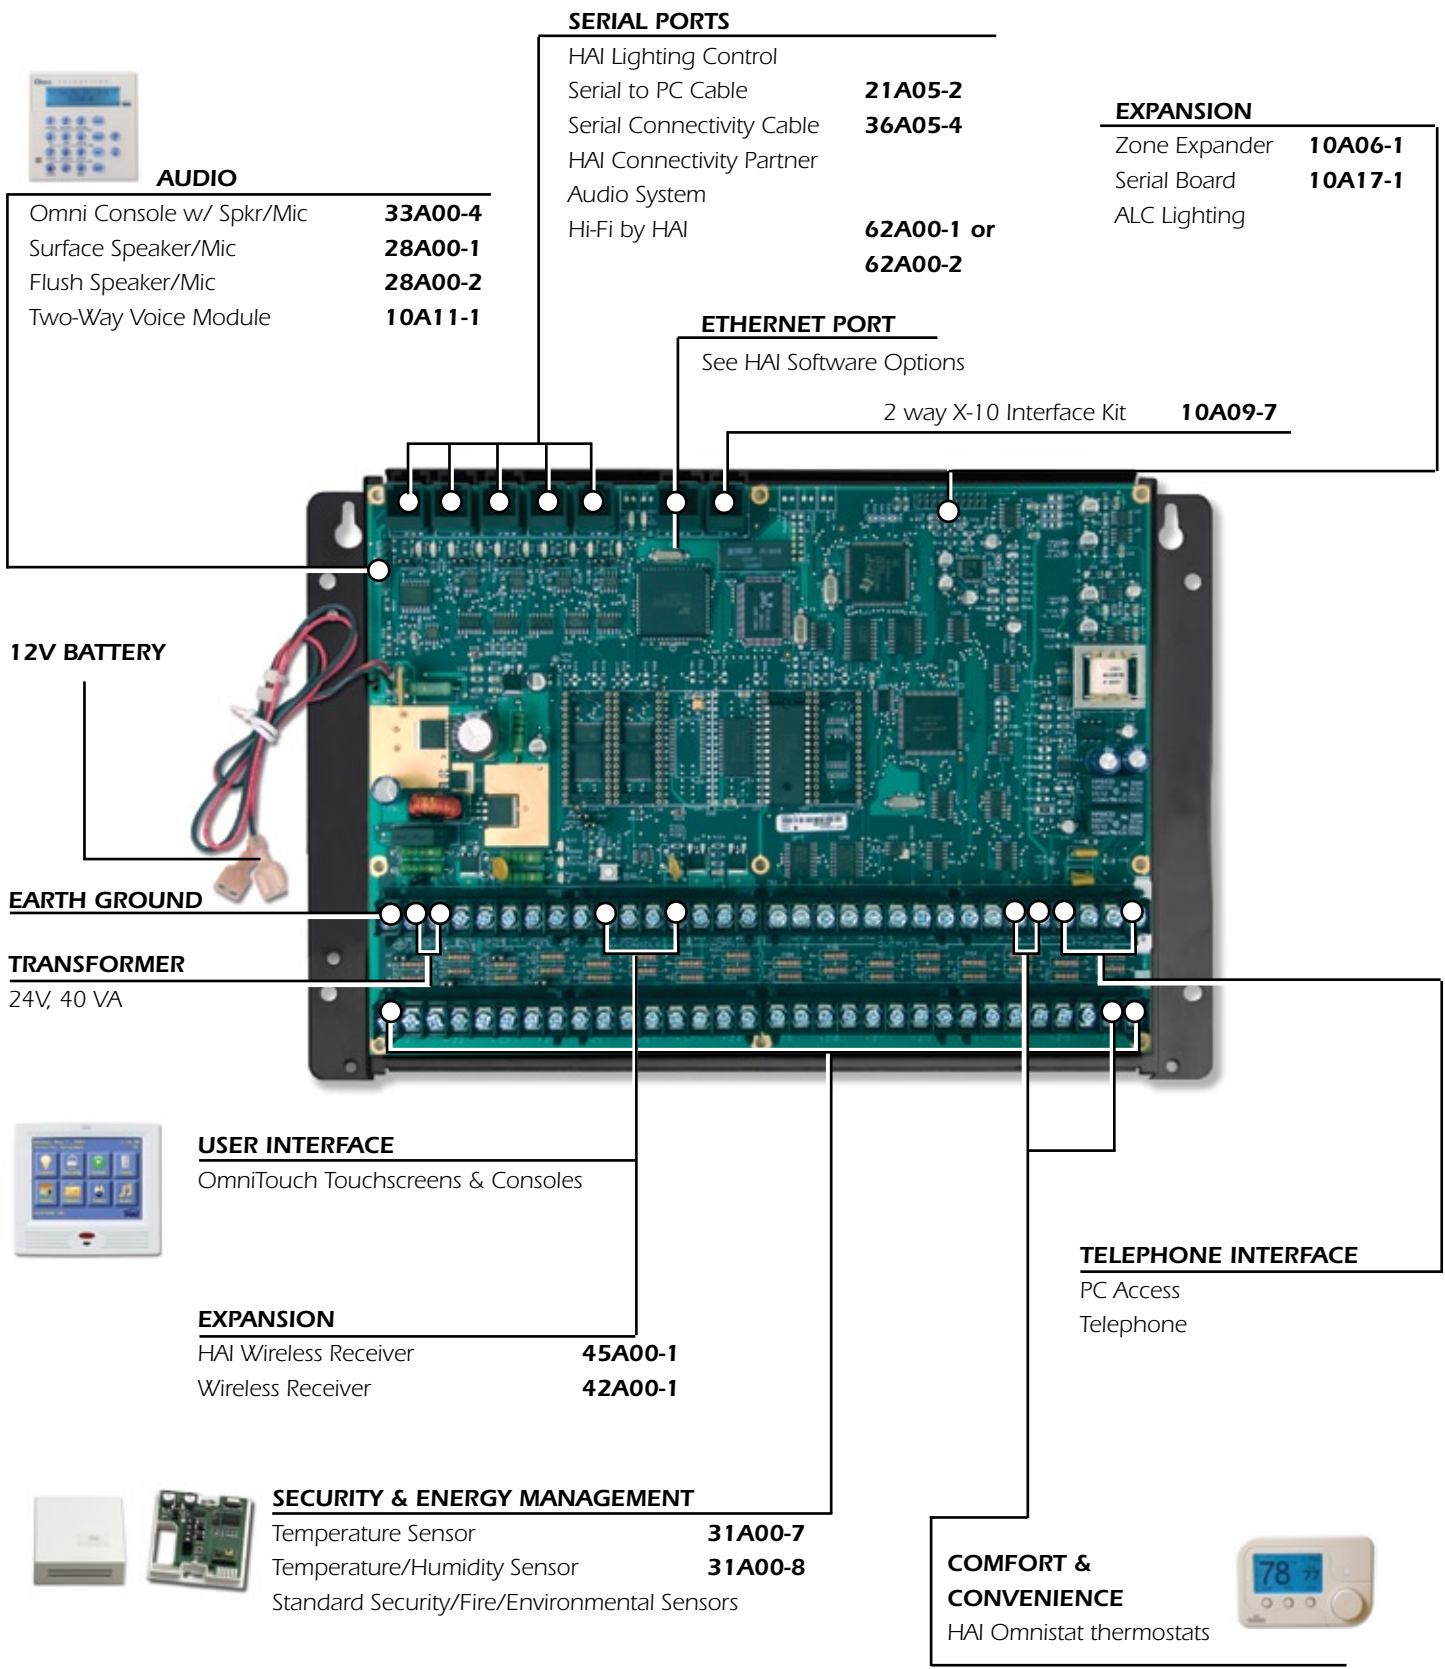 SERIAL PORTS
HAI Lighting Control
Serial to PC Cable 21A05-2
Serial Connectivity Cable 36A05-4
HAI Connectivity Partner
Audio System
Hi-Fi by HAI 62A00-1 or
62A00-2
EXPANSION
Zone Expander 10A06-1
Serial Board 10A17-1
ALC Lighting
AUDIO
Omni Console w/ Spkr/Mic 33A00-4
Surface Speaker/Mic 28A00-1
Flush Speaker/Mic 28A00-2
Two-Way Voice Module 10A11-1
ETHERNET PORT
See HAI Software Options
2 way X-10 Interface Kit 10A09-7
12V BATTERY
EARTH GROUND
TRANSFORMER
24V, 40 VA
USER INTERFACE
OmniTouch Touchscreens & Consoles
TELEPHONE INTERFACE
PC Access
Telephone
EXPANSION
HAI Wireless Receiver 45A00-1
Wireless Receiver 42A00-1
SECURITY & ENERGY MANAGEMENT
Temperature Sensor 31A00-7
Temperature/Humidity Sensor 31A00-8
Standard Security/Fire/Environmental Sensors
COMFORT &
CONVENIENCE
HAI Omnistat thermostats
78 77